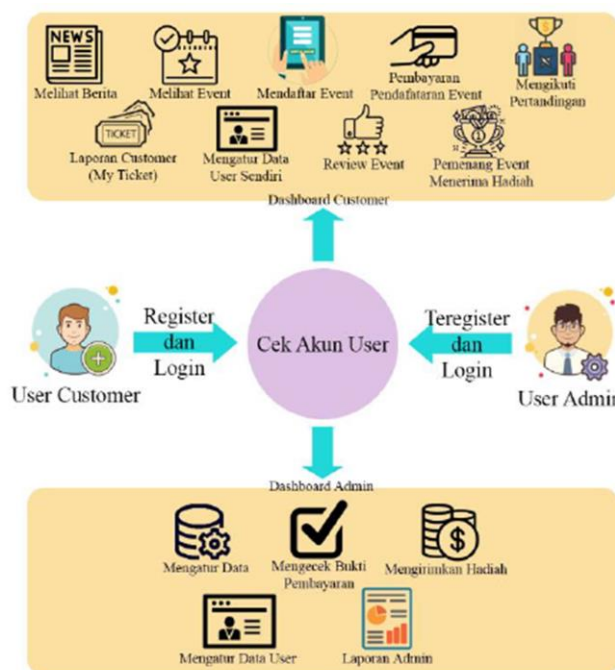 NEWS
Melihat Berita
Melihat Event
Mendaftar Event
Pembayaran
Pendafataran Event
Mengikuti
Pertandingan
TICKET
Laporan Customer
(My Ticket)
Mengatur Data
User Sendiri
Review Event
1
Pemenang Event
Menerima Hadiah
Dashboard Customer
Register
dan
Login
User Customer
Cek Akun User
Teregister
dan
Login
User Admin
Dashboard Admin
Mengatur Data
Mengecek Bukti
Pembayaran
$
Mengirimkan Hadiah
Mengatur Data User
Laporan Admin